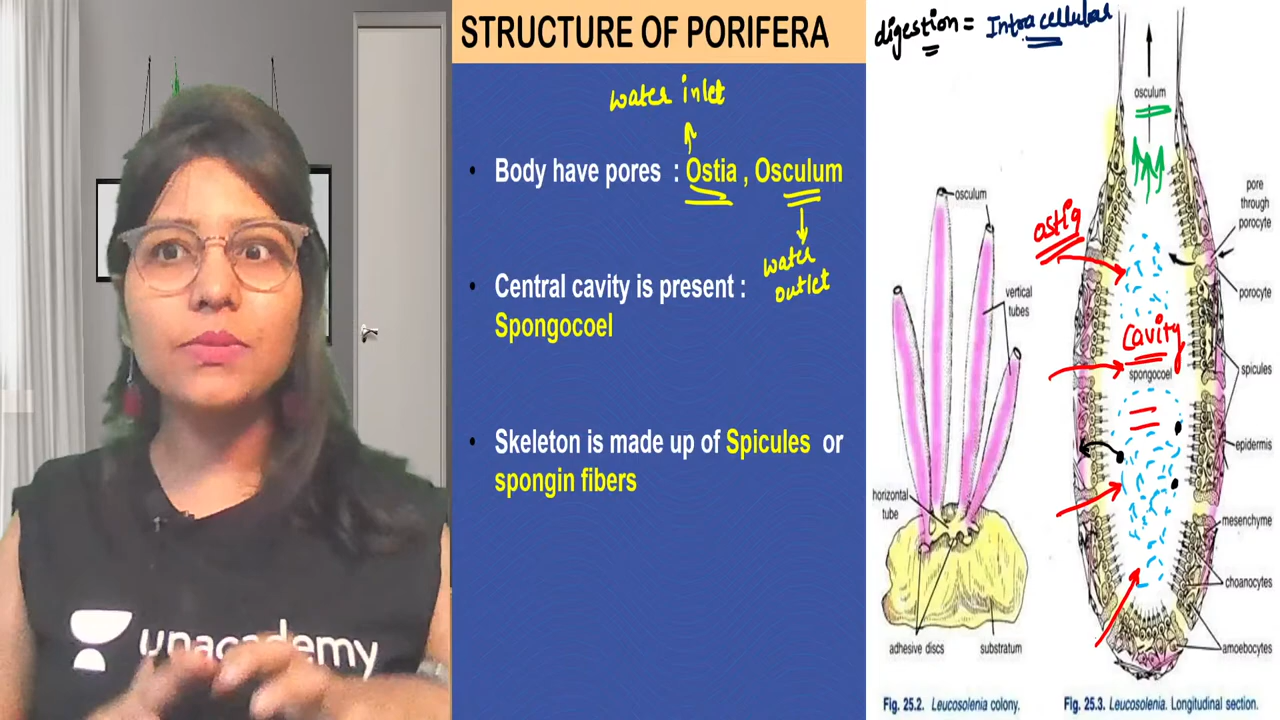 STRUCTURE OF PORIFERA
water inlet
• Body have pores : Ostia , Osculum
water
outlet
• Central cavity is present :
Spongocoel
• Skeleton is made up of Spicules or
spongin fibers
unacademy
digestion = Intracellular
osculum
vertical
tubes
horizontal
tube
adhesive discs
substratum
Fig. 25.2. Leucosolenia colony.
osculum
ostia
pore
through
porocyte
porocyte
Cavity
spongocoel
spicules
epidermis
mesenchyme
choanocytes
amoebocytes
Fig. 25.3. Leucosolenia. Longitudinal section.